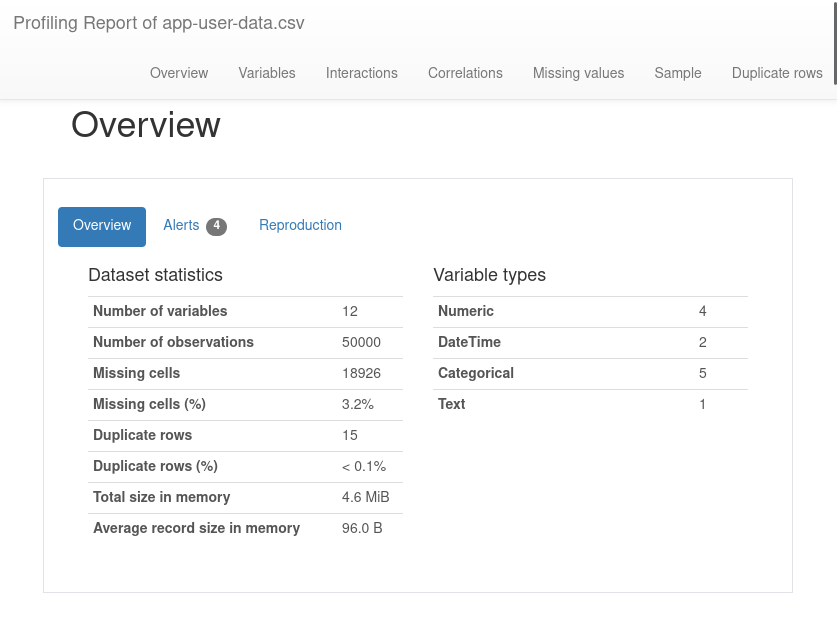 Profiling Report of app-user-data.csv
Overview Variables Interactions Correlations Missing values Sample Duplicate rows
Overview
Overview Alerts 4 Reproduction
Dataset statistics
Number of variables 12
Number of observations 50000
Missing cells 18926
Missing cells (%) 3.2%
Duplicate rows 15
Duplicate rows (%) < 0.1%
Total size in memory 4.6 MiB
Average record size in memory 96.0 B
Variable types
Numeric 4
DateTime 2
Categorical 5
Text 1